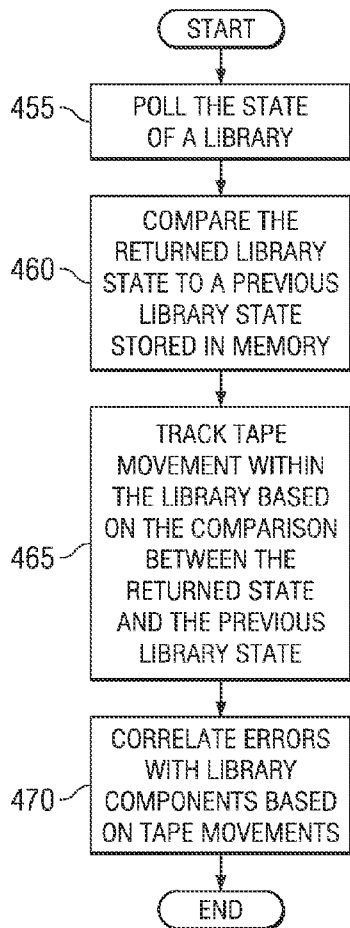 START
455
POLL THE STATE
OF A LIBRARY
460
COMPARE THE
RETURNED LIBRARY
STATE TO A PREVIOUS
LIBRARY STATE
STORED IN MEMORY
465
TRACK TAPE
MOVEMENT WITHIN
THE LIBRARY BASED
ON THE COMPARISON
BETWEEN THE
RETURNED STATE
AND THE PREVIOUS
LIBRARY STATE
470
CORRELATE ERRORS
WITH LIBRARY
COMPONENTS BASED
ON TAPE MOVEMENTS
END